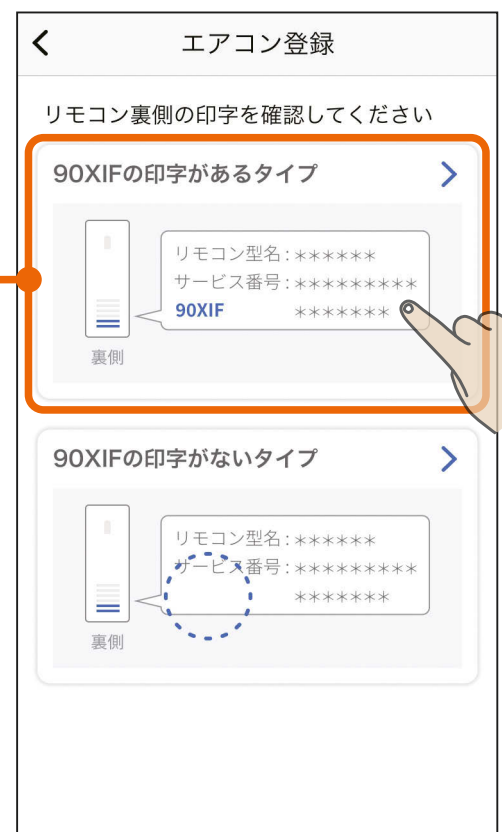 エアコン登録
リモコン裏側の印字を確認してください
90XIFの印字があるタイプ
リモコン型名:******
サービス番号:*********
90XIF *******
裏側
90XIFの印字がないタイプ
リモコン型名:******
サービス番号:*********
*******
裏側